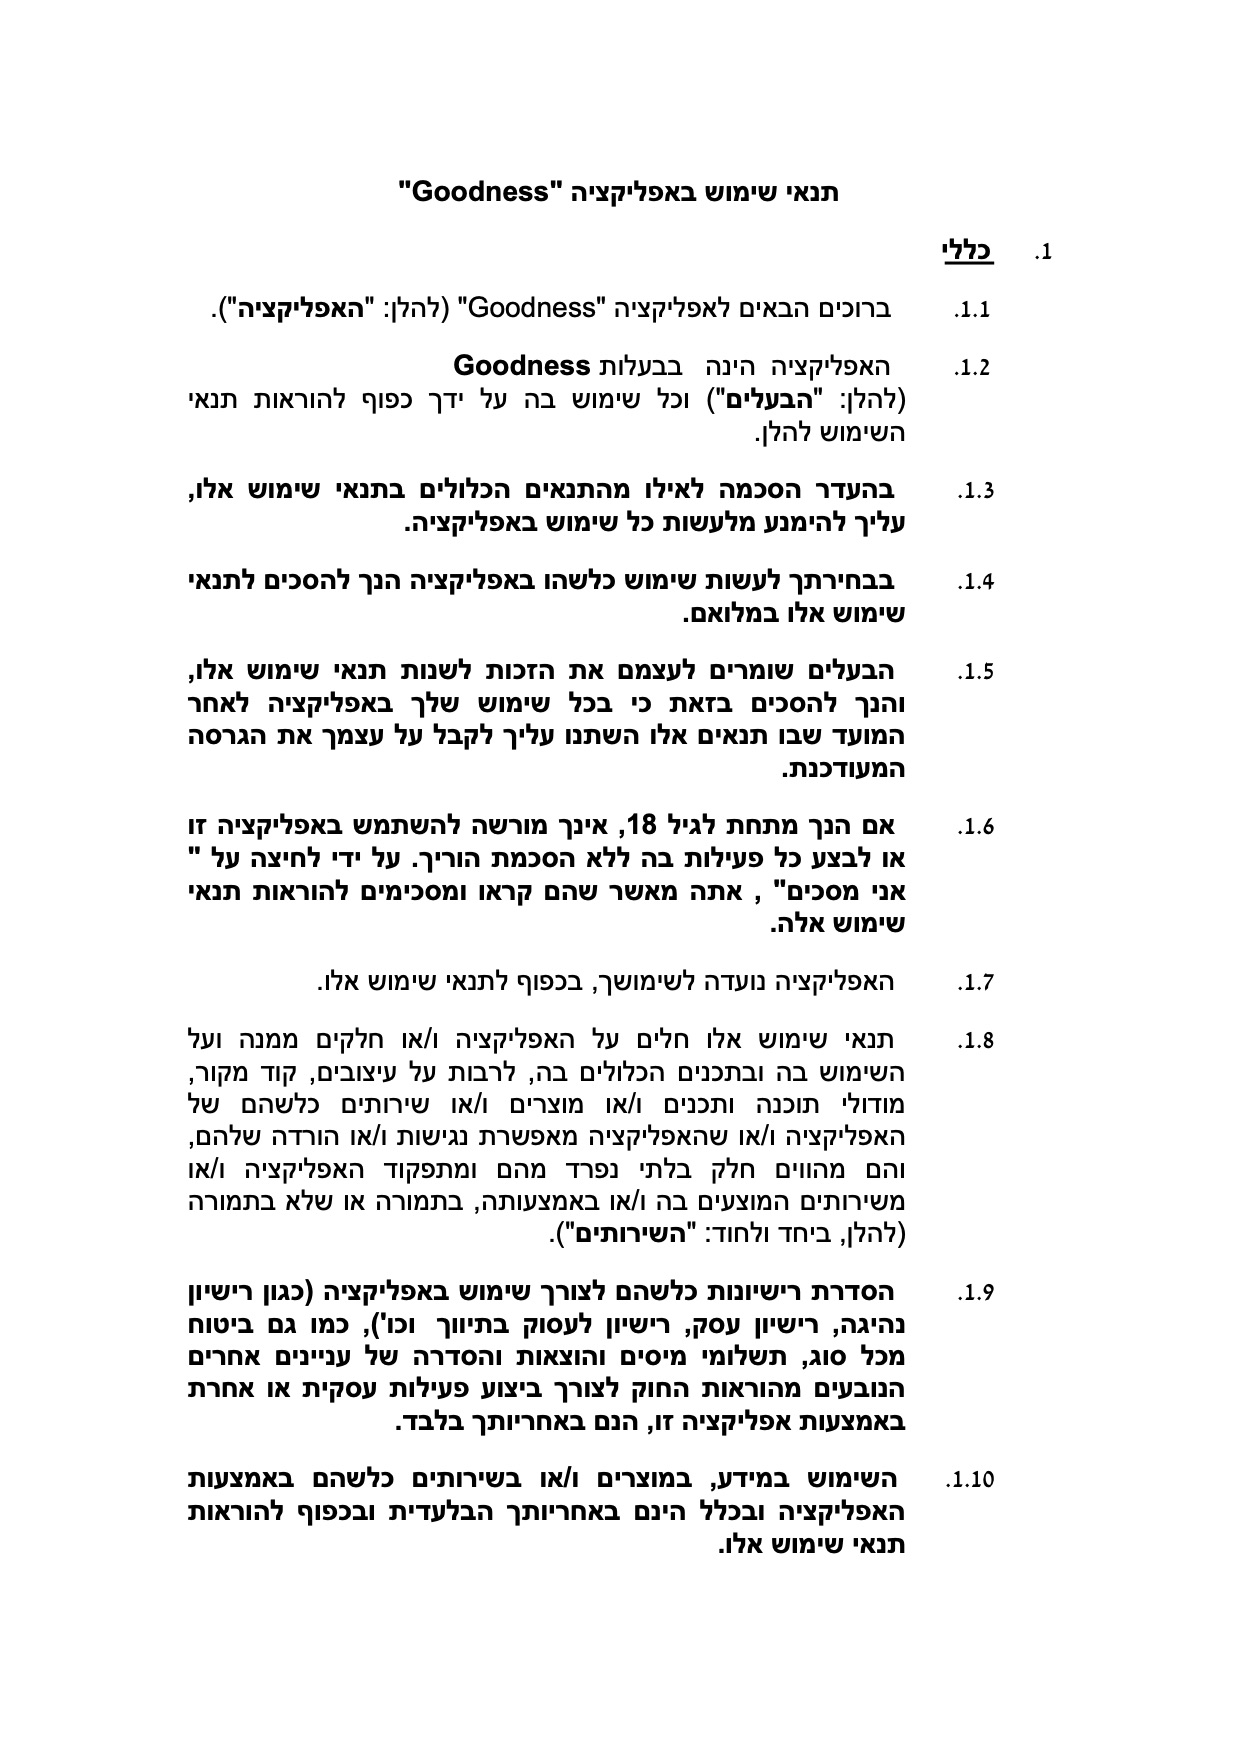 תנאי שימוש באפליקציה "Goodness"
1. כללי
1.1. ברוכים הבאים לאפליקציה "Goodness" (להלן: "האפליקציה").
1.2. האפליקציה הינה בבעלות Goodness
(להלן: "הבעלים") וכל שימוש בה על ידך כפוף להוראות תנאי
השימוש להלן.
1.3. בהעדר הסכמה לאילו מהתנאים הכלולים בתנאי שימוש אלו,
עליך להימנע מלעשות כל שימוש באפליקציה.
1.4. בבחירתך לעשות שימוש כלשהו באפליקציה הנך להסכים לתנאי
שימוש אלו במלואם.
1.5. הבעלים שומרים לעצמם את הזכות לשנות תנאי שימוש אלו,
והנך להסכים בזאת כי בכל שימוש שלך באפליקציה לאחר
המועד שבו תנאים אלו השתנו עליך לקבל על עצמך את הגרסה
המעודכנת.
1.6. אם הנך מתחת לגיל 18, אינך מורשה להשתמש באפליקציה זו
או לבצע כל פעילות בה ללא הסכמת הוריך. על ידי לחיצה על "
אני מסכים" , אתה מאשר שהם קראו ומסכימים להוראות תנאי
שימוש אלה.
1.7. האפליקציה נועדה לשימושך, בכפוף לתנאי שימוש אלו.
1.8. תנאי שימוש אלו חלים על האפליקציה ו/או חלקים ממנה ועל
השימוש בה ובתכנים הכלולים בה, לרבות על עיצובים, קוד מקור,
מודולי תוכנה ותכנים ו/או מוצרים ו/או שירותים כלשהם של
האפליקציה ו/או שהאפליקציה מאפשרת נגישות ו/או הורדה שלהם,
והם מהווים חלק בלתי נפרד מהם ומתפקוד האפליקציה ו/או
משירותים המוצעים בה ו/או באמצעותה, בתמורה או שלא בתמורה
(להלן, ביחד ולחוד: "השירותים").
1.9. הסדרת רישיונות כלשהם לצורך שימוש באפליקציה (כגון רישיון
נהיגה, רישיון עסק, רישיון לעסוק בתיווך וכו'), כמו גם ביטוח
מכל סוג, תשלומי מיסים והוצאות והסדרה של עניינים אחרים
הנובעים מהוראות החוק לצורך ביצוע פעילות עסקית או אחרת
באמצעות אפליקציה זו, הנם באחריותך בלבד.
1.10. השימוש במידע, במוצרים ו/או בשירותים כלשהם באמצעות
האפליקציה ובכלל הינם באחריותך הבלעדית ובכפוף להוראות
תנאי שימוש אלו.